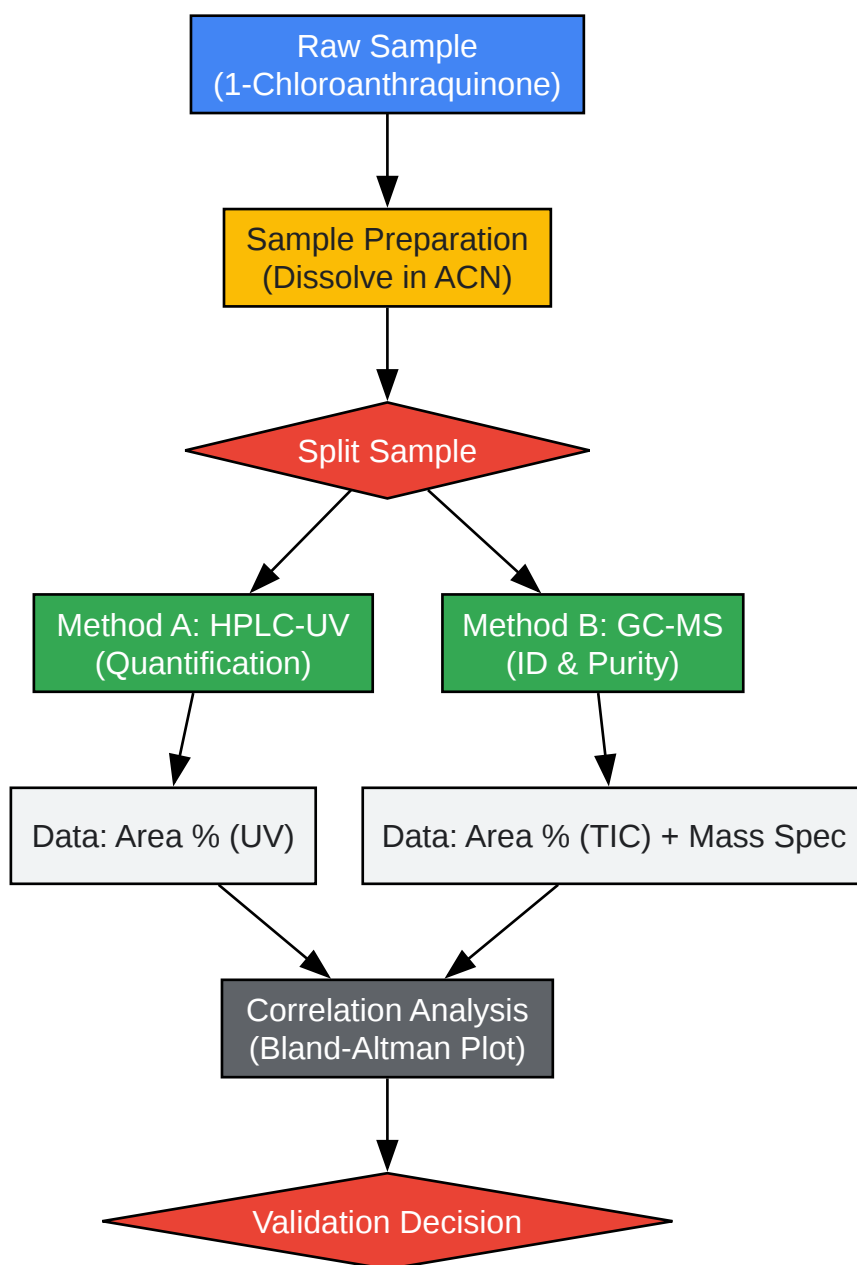 Raw Sample
(1-Chloroanthraquinone)
Sample Preparation
(Dissolve in ACN)
Split Sample
Method A: HPLC-UV
(Quantification)
Method B: GC-MS
(ID & Purity)
Data: Area % (UV)
Data: Area % (TIC) + Mass Spec
Correlation Analysis
(Bland-Altman Plot)
Validation Decision